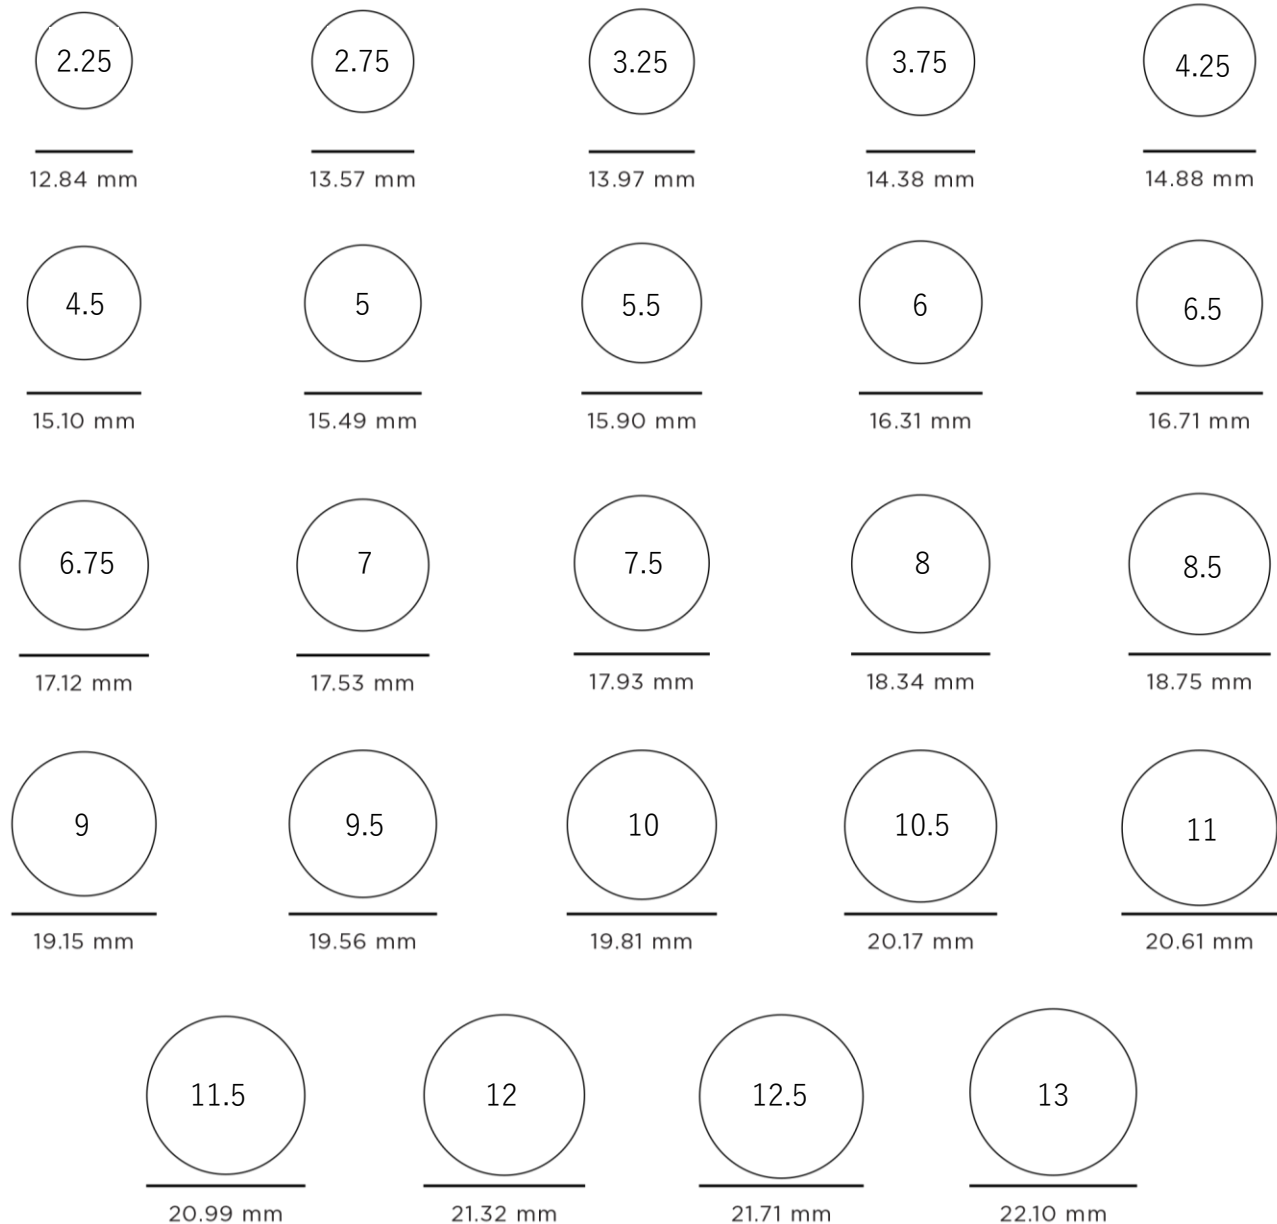 2.25 2.75 3.25 3.75 4.25
12.84 mm 13.57 mm 13.97 mm 14.38 mm 14.88 mm
4.5 5 5.5 6 6.5
15.10 mm 15.49 mm 15.90 mm 16.31 mm 16.71 mm
6.75 7 7.5 8 8.5
17.12 mm 17.53 mm 17.93 mm 18.34 mm 18.75 mm
9 9.5 10 10.5 11
19.15 mm 19.56 mm 19.81 mm 20.17 mm 20.61 mm
11.5 12 12.5 13
20.99 mm 21.32 mm 21.71 mm 22.10 mm